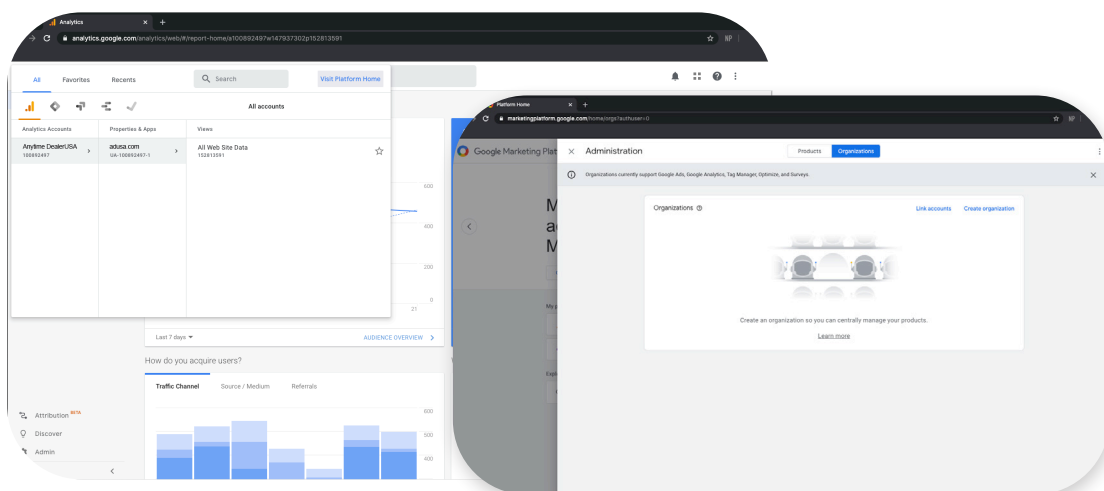 Analytics
analytics.google.com/analytics/web/#/report-home/a100892497w147937302p152813591
NP
All Favorites Recents
Search
Visit Platform Home
All accounts
Analytics Accounts
Properties & Apps
Views
Anytime DealerUSA
100892497
adusa.com
UA-100892497-1
All Web Site Data
152813591
600
400
200
0
21
Last 7 days
AUDIENCE OVERVIEW
How do you acquire users?
Traffic Channel Source / Medium Referrals
600
500
400
Attribution BETA
Discover
Admin
Platform Home
marketingplatform.google.com/home/orgs?authuser=0
NP
Google Marketing Plat
Administration
Products Organizations
Organizations currently support Google Ads, Google Analytics, Tag Manager, Optimize, and Surveys.
Organizations
Link accounts Create organization
Create an organization so you can centrally manage your products.
Learn more
M
a
M
My p
Expl